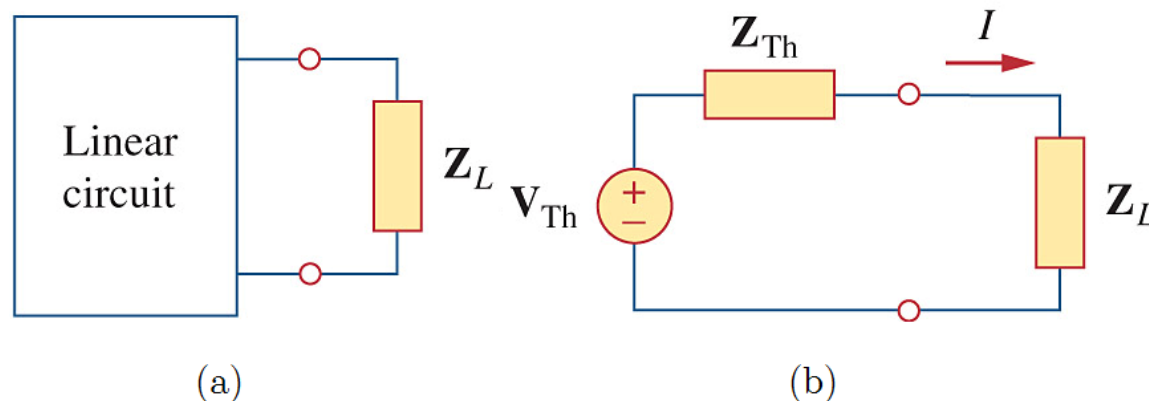 Linear
circuit
Z_L
(a)
Z_Th
I
+
−
V_Th
Z_L
(b)